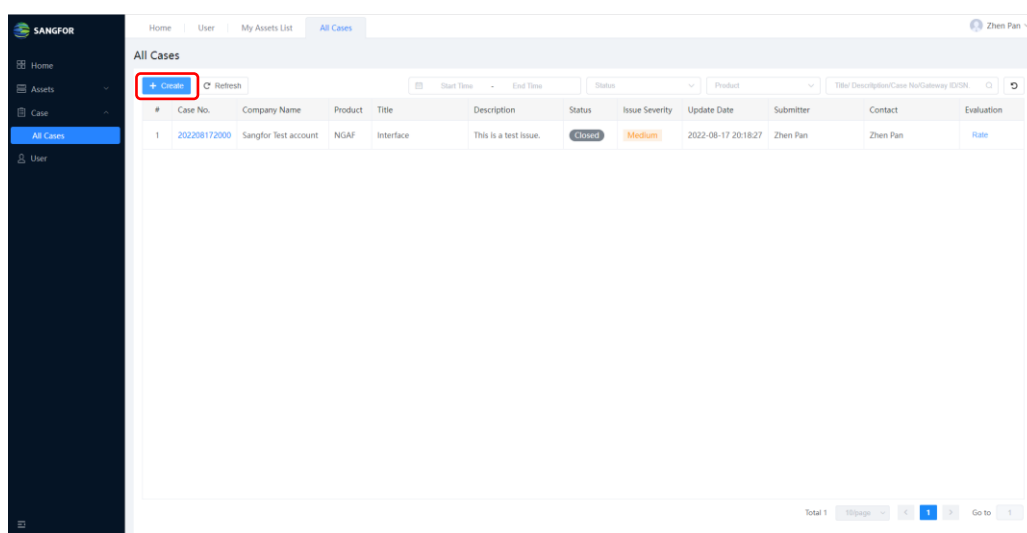 SANGFOR
Home User My Assets List All Cases
Zhen Pan
Home
Assets
Case
All Cases
User
All Cases
+ Create Refresh Start Time - End Time Status Product Title/ Description/Case No/Gateway ID/SN.
# Case No. Company Name Product Title Description Status Issue Severity Update Date Submitter Contact Evaluation
1 202208172000 Sangfor Test account NGAF Interface This is a test issue. Closed Medium 2022-08-17 20:18:27 Zhen Pan Zhen Pan Rate
Total 1 10/page < 1 > Go to 1